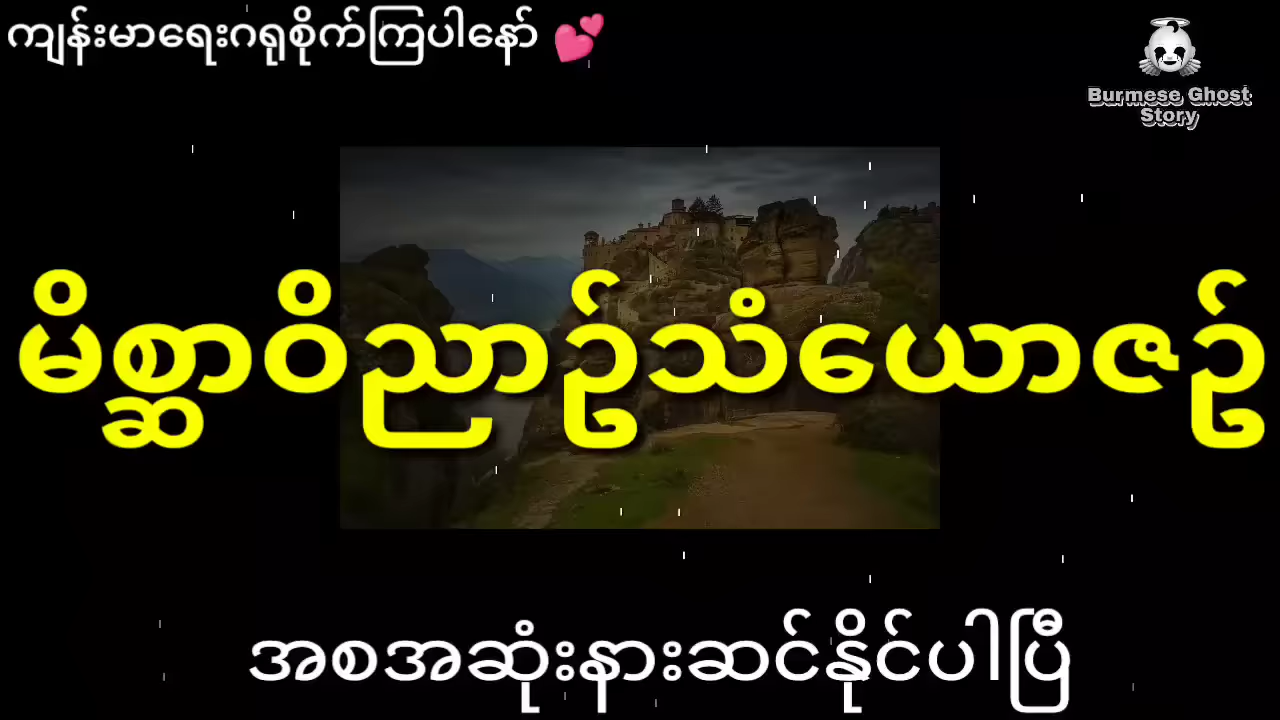 ကျန်းမာရေးဂရုစိုက်ကြပါနော် 💕
Burmese Ghost
Story
မိစ္ဆာဝိညာဥ်သံယောဇဥ်
အစအဆုံးနားဆင်နိုင်ပါပြီ